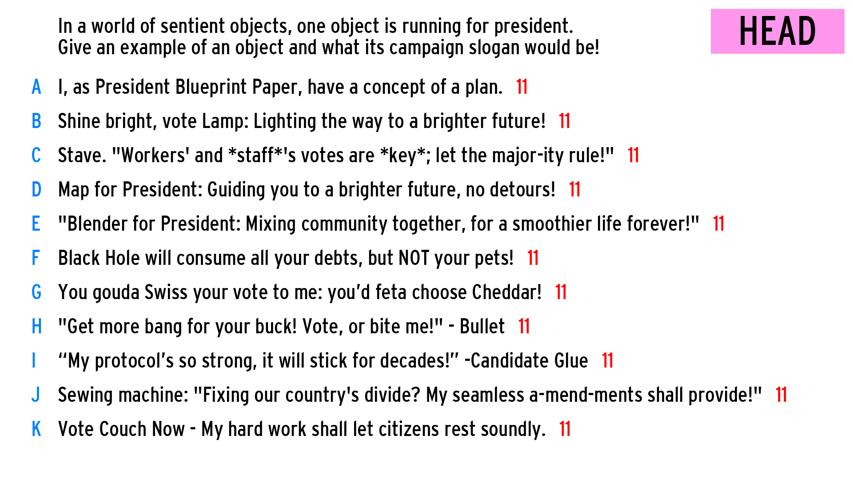 In a world of sentient objects, one object is running for president.
Give an example of an object and what its campaign slogan would be!
HEAD
A I, as President Blueprint Paper, have a concept of a plan. 11
B Shine bright, vote Lamp: Lighting the way to a brighter future! 11
C Stave. "Workers' and *staff*'s votes are *key*; let the major-ity rule!" 11
D Map for President: Guiding you to a brighter future, no detours! 11
E "Blender for President: Mixing community together, for a smoothier life forever!" 11
F Black Hole will consume all your debts, but NOT your pets! 11
G You gouda Swiss your vote to me: you’d feta choose Cheddar! 11
H "Get more bang for your buck! Vote, or bite me!" - Bullet 11
I “My protocol’s so strong, it will stick for decades!” -Candidate Glue 11
J Sewing machine: "Fixing our country's divide? My seamless a-mend-ments shall provide!" 11
K Vote Couch Now - My hard work shall let citizens rest soundly. 11